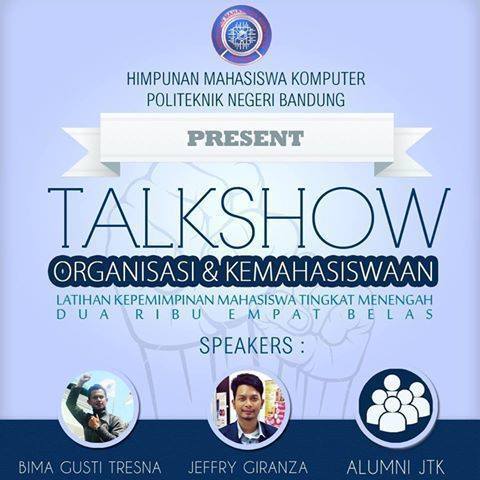 HIMPUNAN MAHASISWA KOMPUTER
POLITEKNIK NEGERI BANDUNG
PRESENT
TALKSHOW
ORGANISASI & KEMAHASISWAAN
LATIHAN KEPEMIMPINAN MAHASISWA TINGKAT MENENGAH
DUA RIBU EMPAT BELAS
SPEAKERS :
BIMA GUSTI TRESNA
JEFFRY GIRANZA
ALUMNI JTK